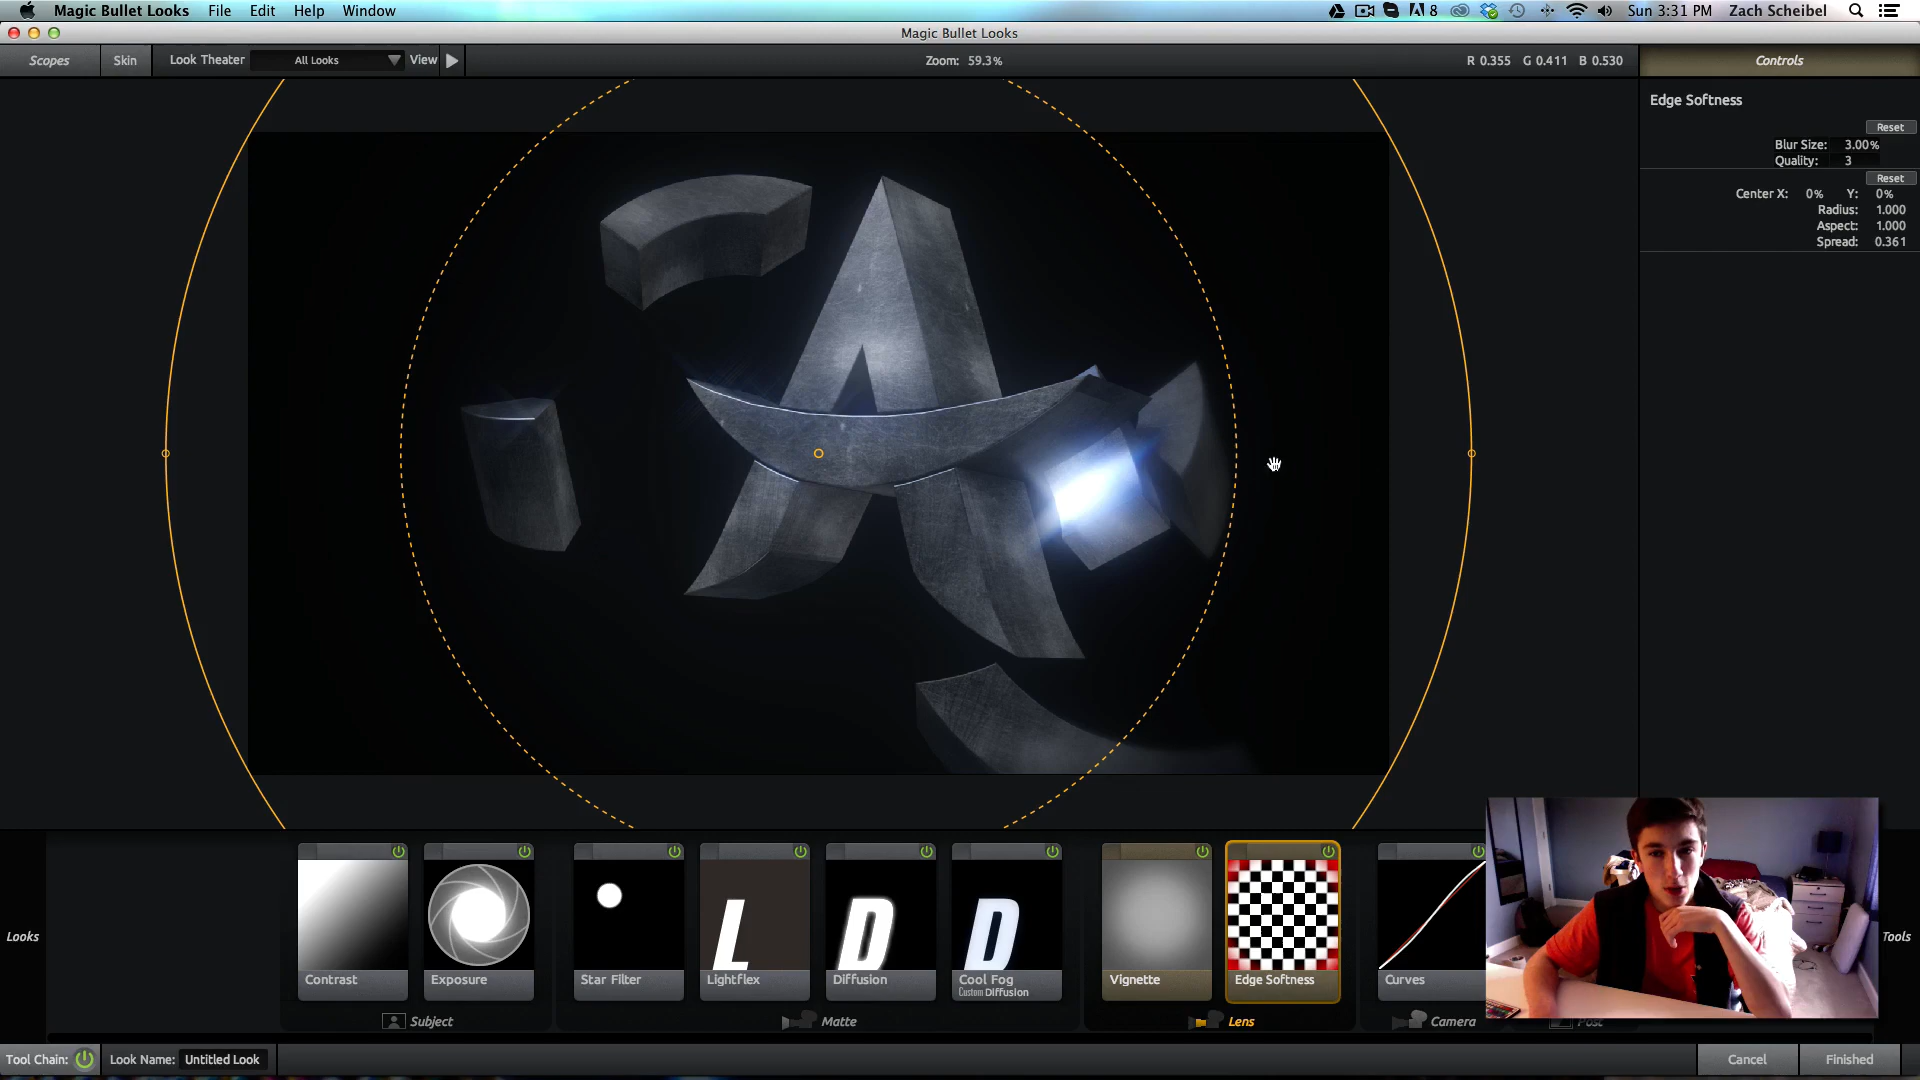 Magic Bullet Looks File Edit Help Window 8 Sun 3:31 PM Zach Scheibel
Magic Bullet Looks
Scopes Skin Look Theater All Looks View Zoom: 59.3% R 0.355 G 0.411 B 0.530 Controls
Edge Softness
Reset
Blur Size: 3.00%
Quality: 3
Reset
Center X: 0% Y: 0%
Radius: 1.000
Aspect: 1.000
Spread: 0.361
L D D
Looks Tools
Contrast Exposure Star Filter Lightflex Diffusion Cool Fog Vignette Edge Softness Curves
Custom Diffusion
Subject Matte Lens Camera Post
Tool Chain: Look Name: Untitled Look Cancel Finished